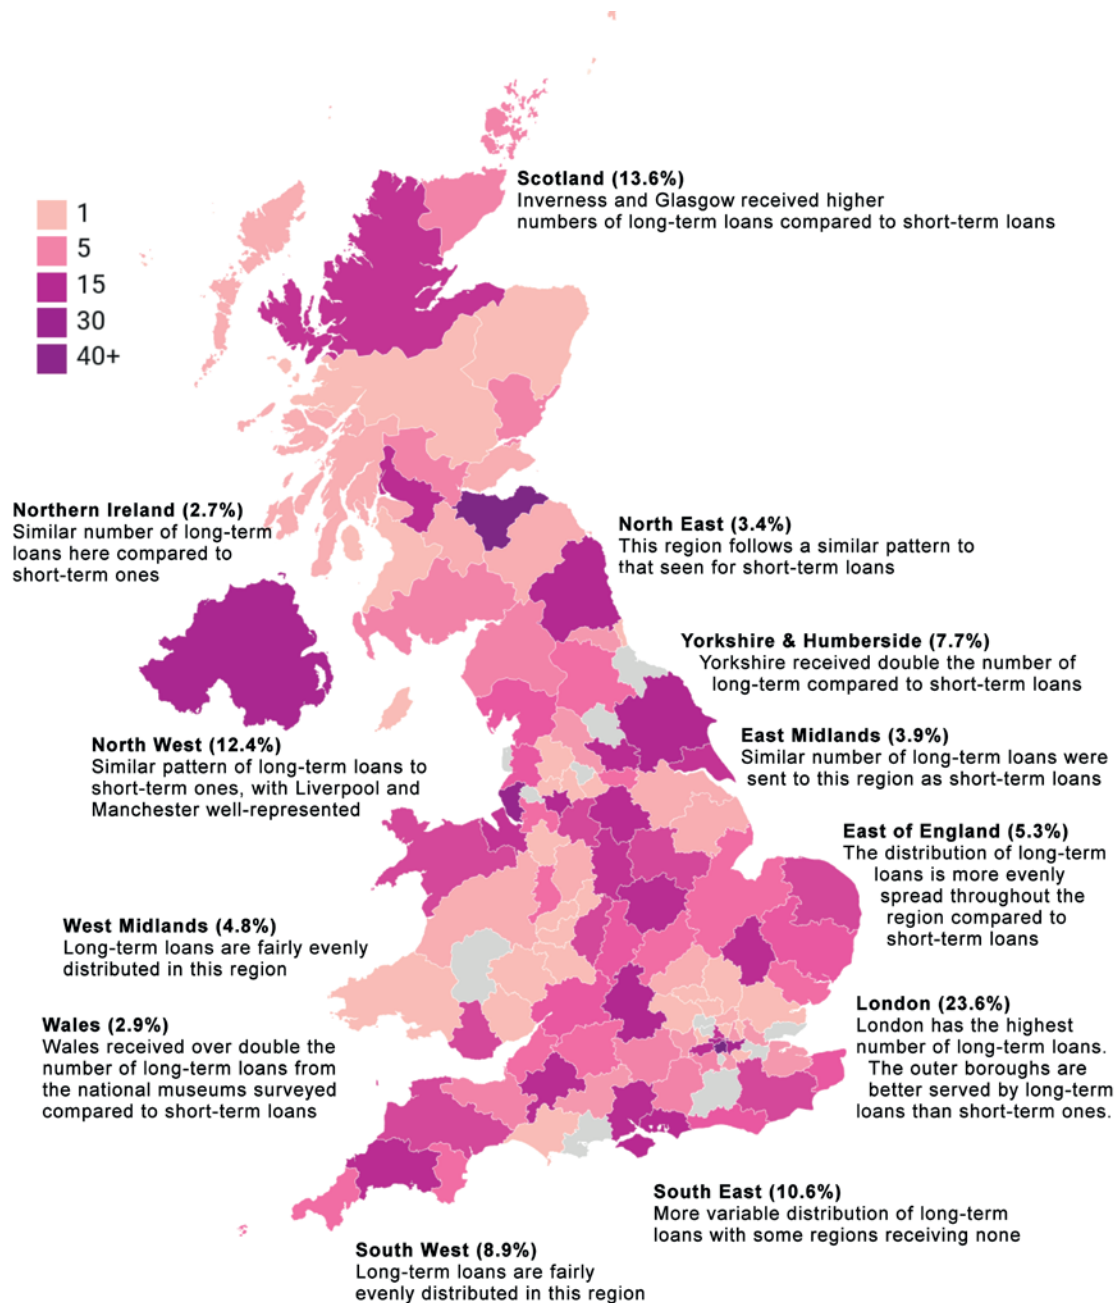 Scotland (13.6%)
Inverness and Glasgow received higher
numbers of long-term loans compared to short-term loans
1
5
15
30
40+
Northern Ireland (2.7%)
Similar number of long-term
loans here compared to
short-term ones
North East (3.4%)
This region follows a similar pattern to
that seen for short-term loans
Yorkshire & Humberside (7.7%)
Yorkshire received double the number of
long-term compared to short-term loans
North West (12.4%)
Similar pattern of long-term loans to
short-term ones, with Liverpool and
Manchester well-represented
East Midlands (3.9%)
Similar number of long-term loans were
sent to this region as short-term loans
East of England (5.3%)
The distribution of long-term
loans is more evenly
spread throughout the
region compared to
short-term loans
West Midlands (4.8%)
Long-term loans are fairly evenly
distributed in this region
Wales (2.9%)
Wales received over double the
number of long-term loans from
the national museums surveyed
compared to short-term loans
London (23.6%)
London has the highest
number of long-term loans.
The outer boroughs are
better served by long-term
loans than short-term ones.
South East (10.6%)
More variable distribution of long-term
loans with some regions receiving none
South West (8.9%)
Long-term loans are fairly
evenly distributed in this region